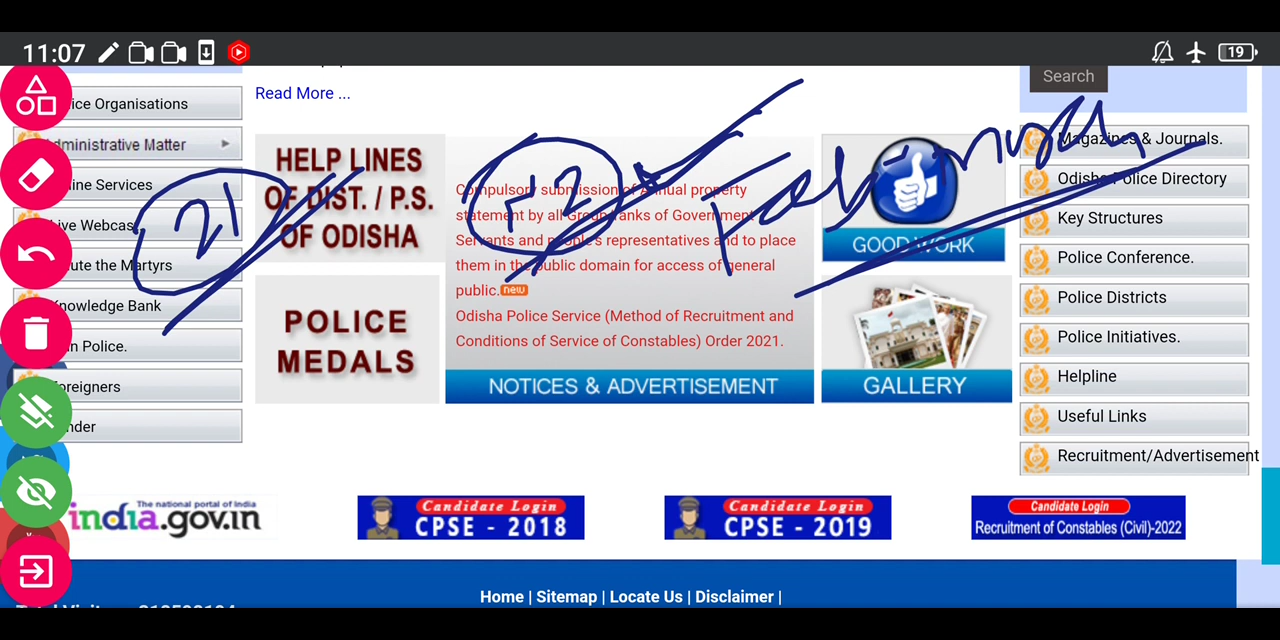 11:07
19
Read More ...
Search
ice Organisations
dministrative Matter
ine Services
ive Webcas
ute the Martyrs
nowledge Bank
n Police.
oreigners
nder
HELP LINES
OF DIST. / P.S.
OF ODISHA
POLICE
MEDALS
21
Compulsory submission of Annual property
statement by all Group ranks of Government
Servants and people's representatives and to place
them in the public domain for access of general
public. new
Odisha Police Service (Method of Recruitment and
Conditions of Service of Constables) Order 2021.
NOTICES & ADVERTISEMENT
GOOD WORK
GALLERY
Magazines & Journals.
Odisha Police Directory
Key Structures
Police Conference.
Police Districts
Police Initiatives.
Helpline
Useful Links
Recruitment/Advertisement
The national portal of India
india.gov.in
Candidate Login
CPSE - 2018
Candidate Login
CPSE - 2019
Candidate Login
Recruitment of Constables (Civil)-2022
Home | Sitemap | Locate Us | Disclaimer |